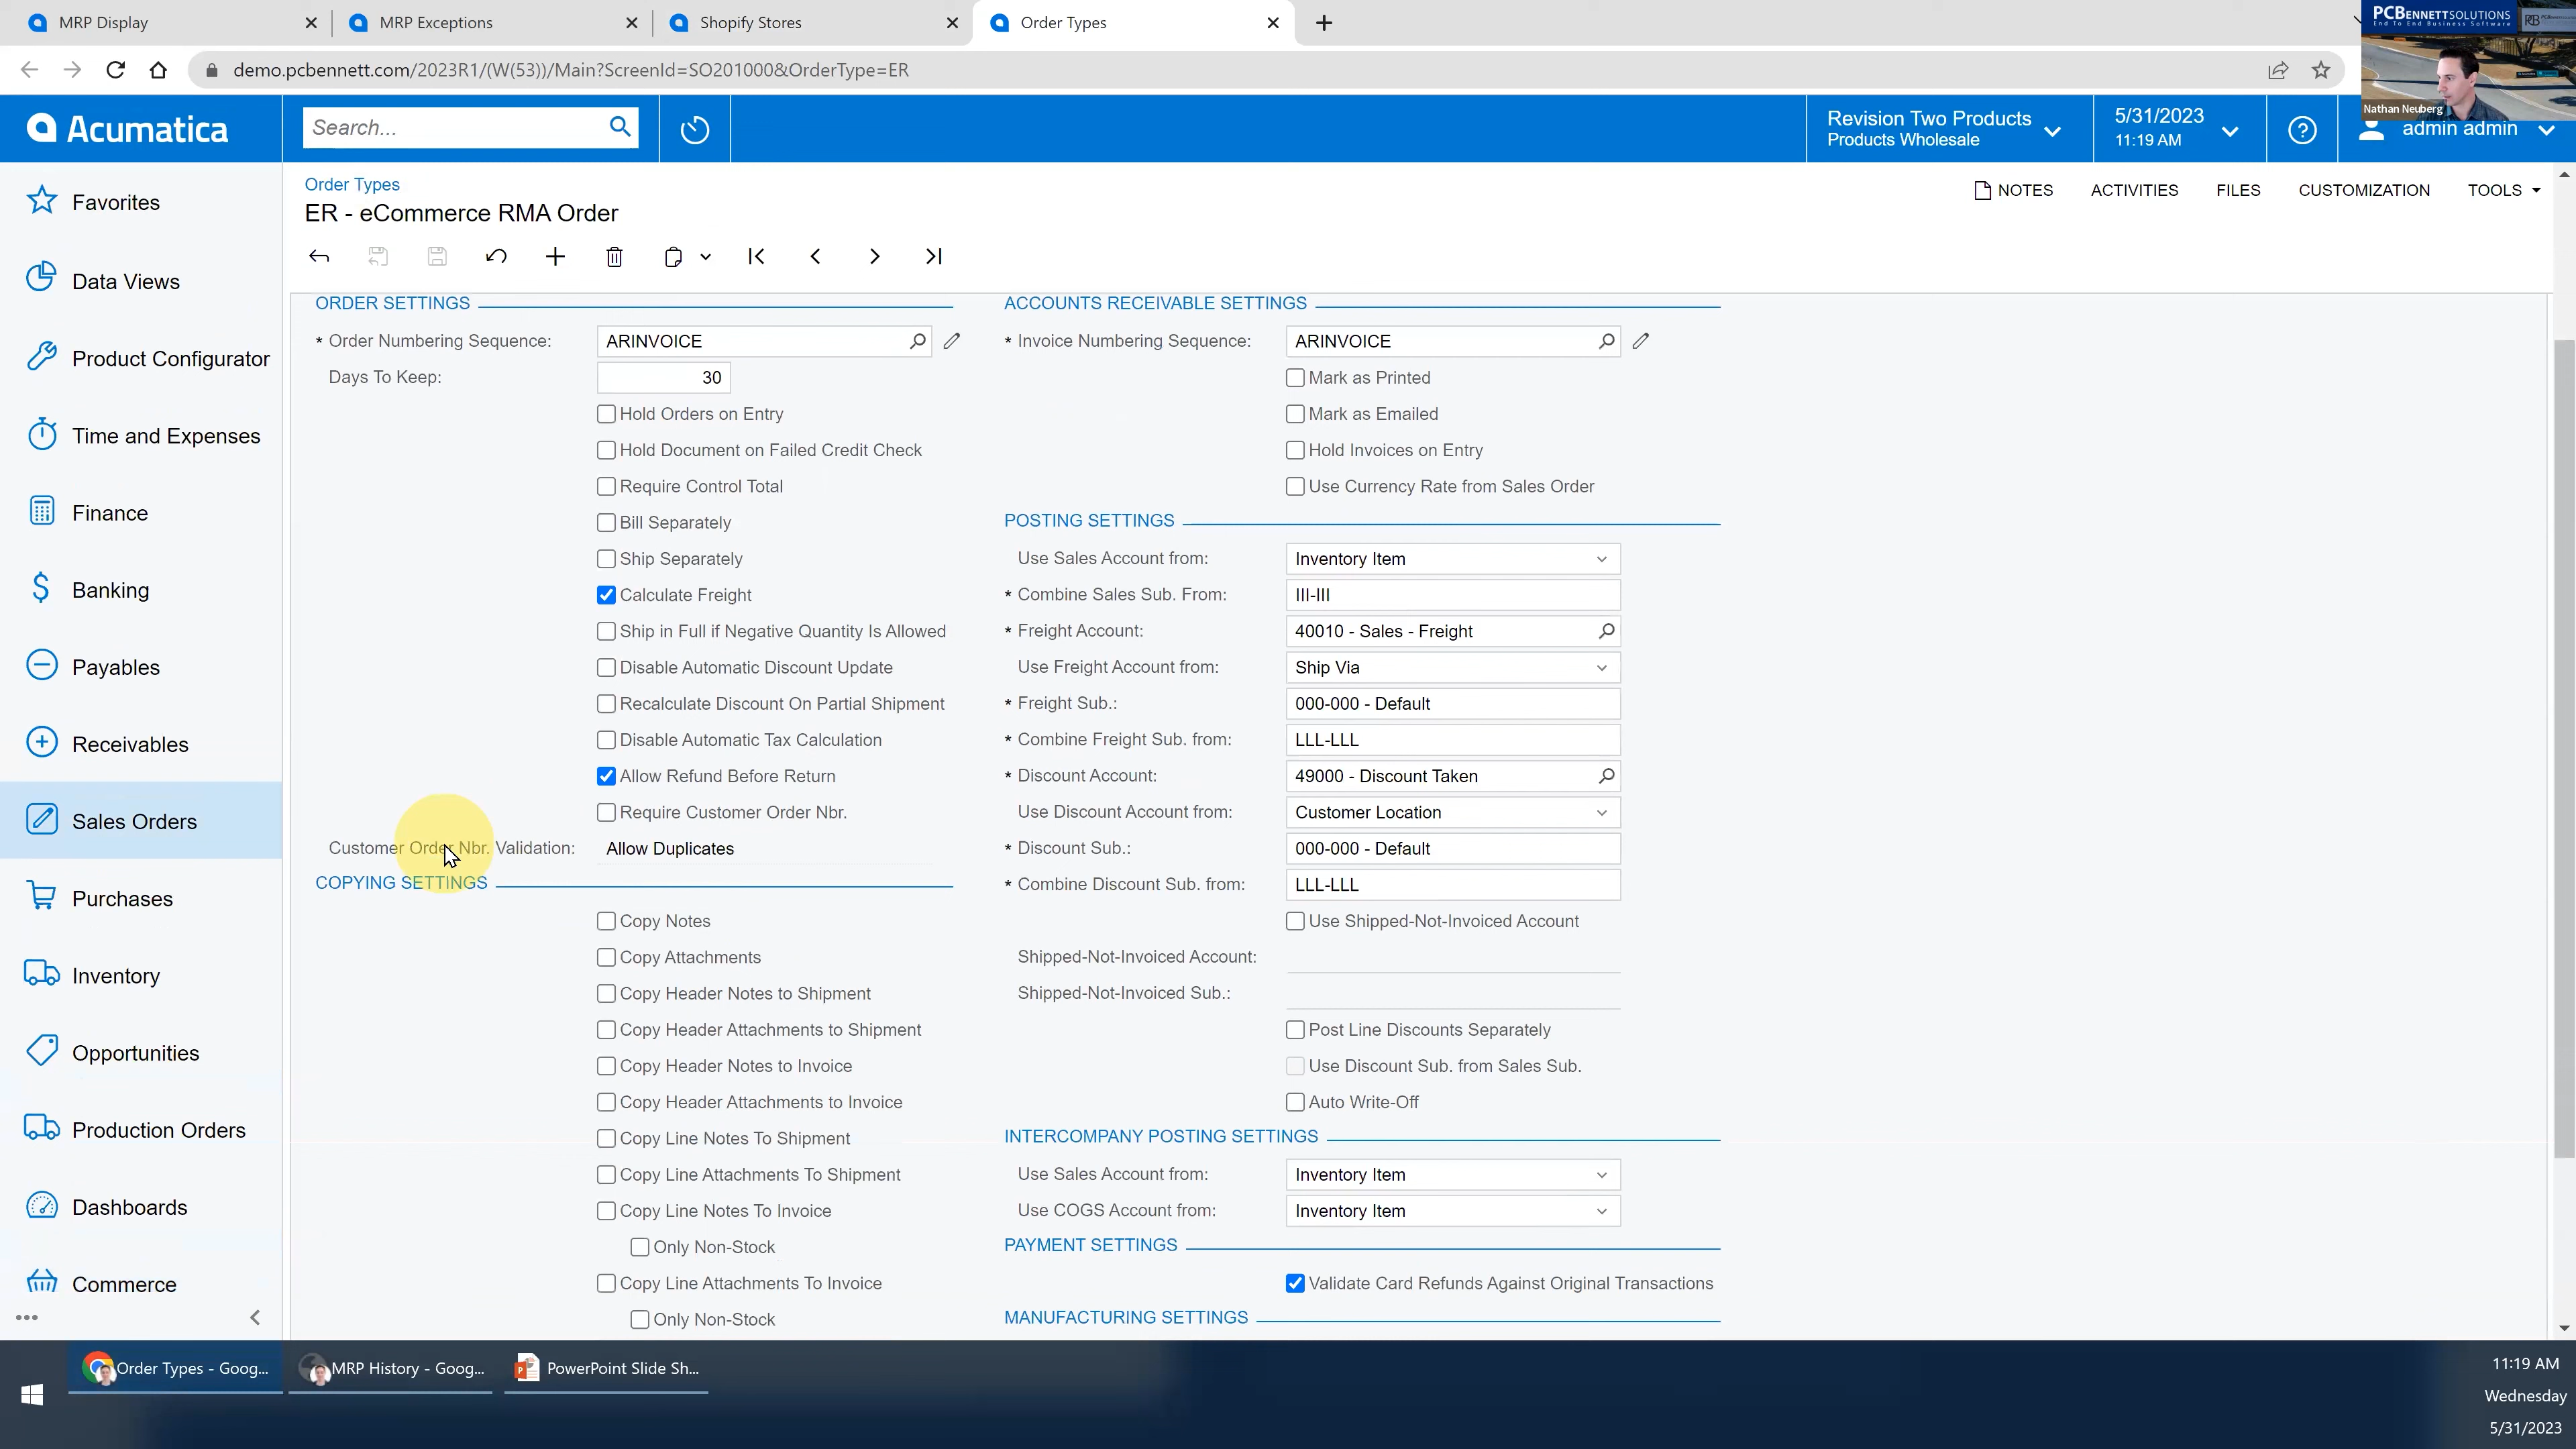 MRP Display
MRP Exceptions
Shopify Stores
Order Types
demo.pcbennett.com/2023R1/(W(53))/Main?ScreenId=SO201000&OrderType=ER
PCBENNETTSOLUTIONS
End To End Business Software
Nathan Neuberg
Acumatica
Search...
Revision Two Products
Products Wholesale
5/31/2023
11:19 AM
admin admin
Favorites
Data Views
Product Configurator
Time and Expenses
Finance
Banking
Payables
Receivables
Sales Orders
Purchases
Inventory
Opportunities
Production Orders
Dashboards
Commerce
Order Types
ER - eCommerce RMA Order
NOTES
ACTIVITIES
FILES
CUSTOMIZATION
TOOLS
ORDER SETTINGS
* Order Numbering Sequence: ARINVOICE
Days To Keep: 30
Hold Orders on Entry
Hold Document on Failed Credit Check
Require Control Total
Bill Separately
Ship Separately
Calculate Freight
Ship in Full if Negative Quantity Is Allowed
Disable Automatic Discount Update
Recalculate Discount On Partial Shipment
Disable Automatic Tax Calculation
Allow Refund Before Return
Require Customer Order Nbr.
Customer Order Nbr. Validation: Allow Duplicates
COPYING SETTINGS
Copy Notes
Copy Attachments
Copy Header Notes to Shipment
Copy Header Attachments to Shipment
Copy Header Notes to Invoice
Copy Header Attachments to Invoice
Copy Line Notes To Shipment
Copy Line Attachments To Shipment
Copy Line Notes To Invoice
Only Non-Stock
Copy Line Attachments To Invoice
Only Non-Stock
ACCOUNTS RECEIVABLE SETTINGS
* Invoice Numbering Sequence: ARINVOICE
Mark as Printed
Mark as Emailed
Hold Invoices on Entry
Use Currency Rate from Sales Order
POSTING SETTINGS
Use Sales Account from: Inventory Item
* Combine Sales Sub. From: III-III
* Freight Account: 40010 - Sales - Freight
Use Freight Account from: Ship Via
* Freight Sub.: 000-000 - Default
* Combine Freight Sub. from: LLL-LLL
* Discount Account: 49000 - Discount Taken
Use Discount Account from: Customer Location
* Discount Sub.: 000-000 - Default
* Combine Discount Sub. from: LLL-LLL
Use Shipped-Not-Invoiced Account
Shipped-Not-Invoiced Account:
Shipped-Not-Invoiced Sub.:
Post Line Discounts Separately
Use Discount Sub. from Sales Sub.
Auto Write-Off
INTERCOMPANY POSTING SETTINGS
Use Sales Account from: Inventory Item
Use COGS Account from: Inventory Item
PAYMENT SETTINGS
Validate Card Refunds Against Original Transactions
MANUFACTURING SETTINGS
Order Types - Goog...
MRP History - Goog...
PowerPoint Slide Sh...
11:19 AM
Wednesday
5/31/2023